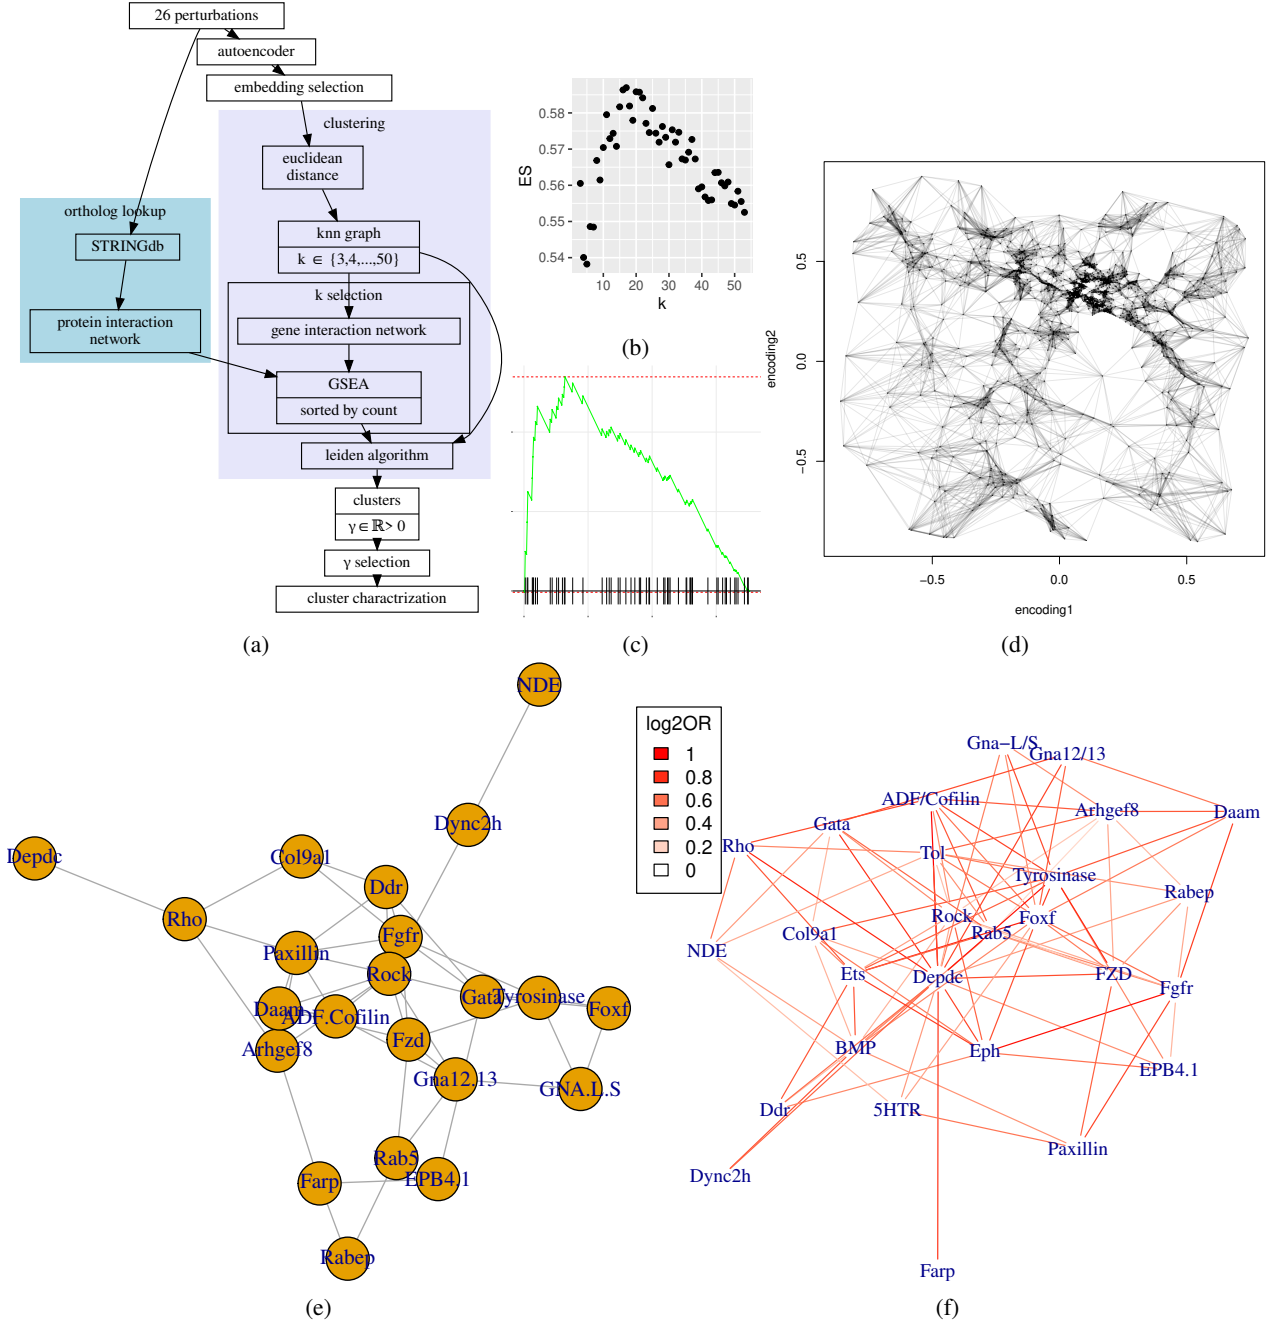 26 perturbations
autoencoder
embedding selection
clustering
euclidean
distance
ortholog lookup
STRINGdb
knn graph
k ∈ {3,4,...,50}
k selection
protein interaction
network
gene interaction network
GSEA
sorted by count
leiden algorithm
clusters
γ∈ℝ> 0
γ selection
cluster charactrization
(a)
ES
0.58
0.57
0.56
0.55
0.54
10 20 30 40 50
k
(b)
(c)
encoding2
0.5
0.0
−0.5
−0.5 0.0 0.5
encoding1
(d)
NDE
Dync2h
Depdc
Col9a1
Ddr
Rho
Fgfr
Paxillin
Rock
Daam
ADF.Cofilin
Gata
Tyrosinase
Foxf
Arhgef8
Fzd
Gna12.13
GNA.L.S
Rab5
Farp
EPB4.1
Rabep
(e)
log2OR
1
0.8
0.6
0.4
0.2
0
Gna−L/S
Gna12/13
ADF/Cofilin
Arhgef8
Daam
Gata
Rho
Tol
Tyrosinase
Rabep
Rock
Foxf
Col9a1
Rab5
NDE
Ets
Depdc
FZD
Fgfr
BMP
Eph
EPB4.1
Ddr
5HTR
Paxillin
Dync2h
Farp
(f)